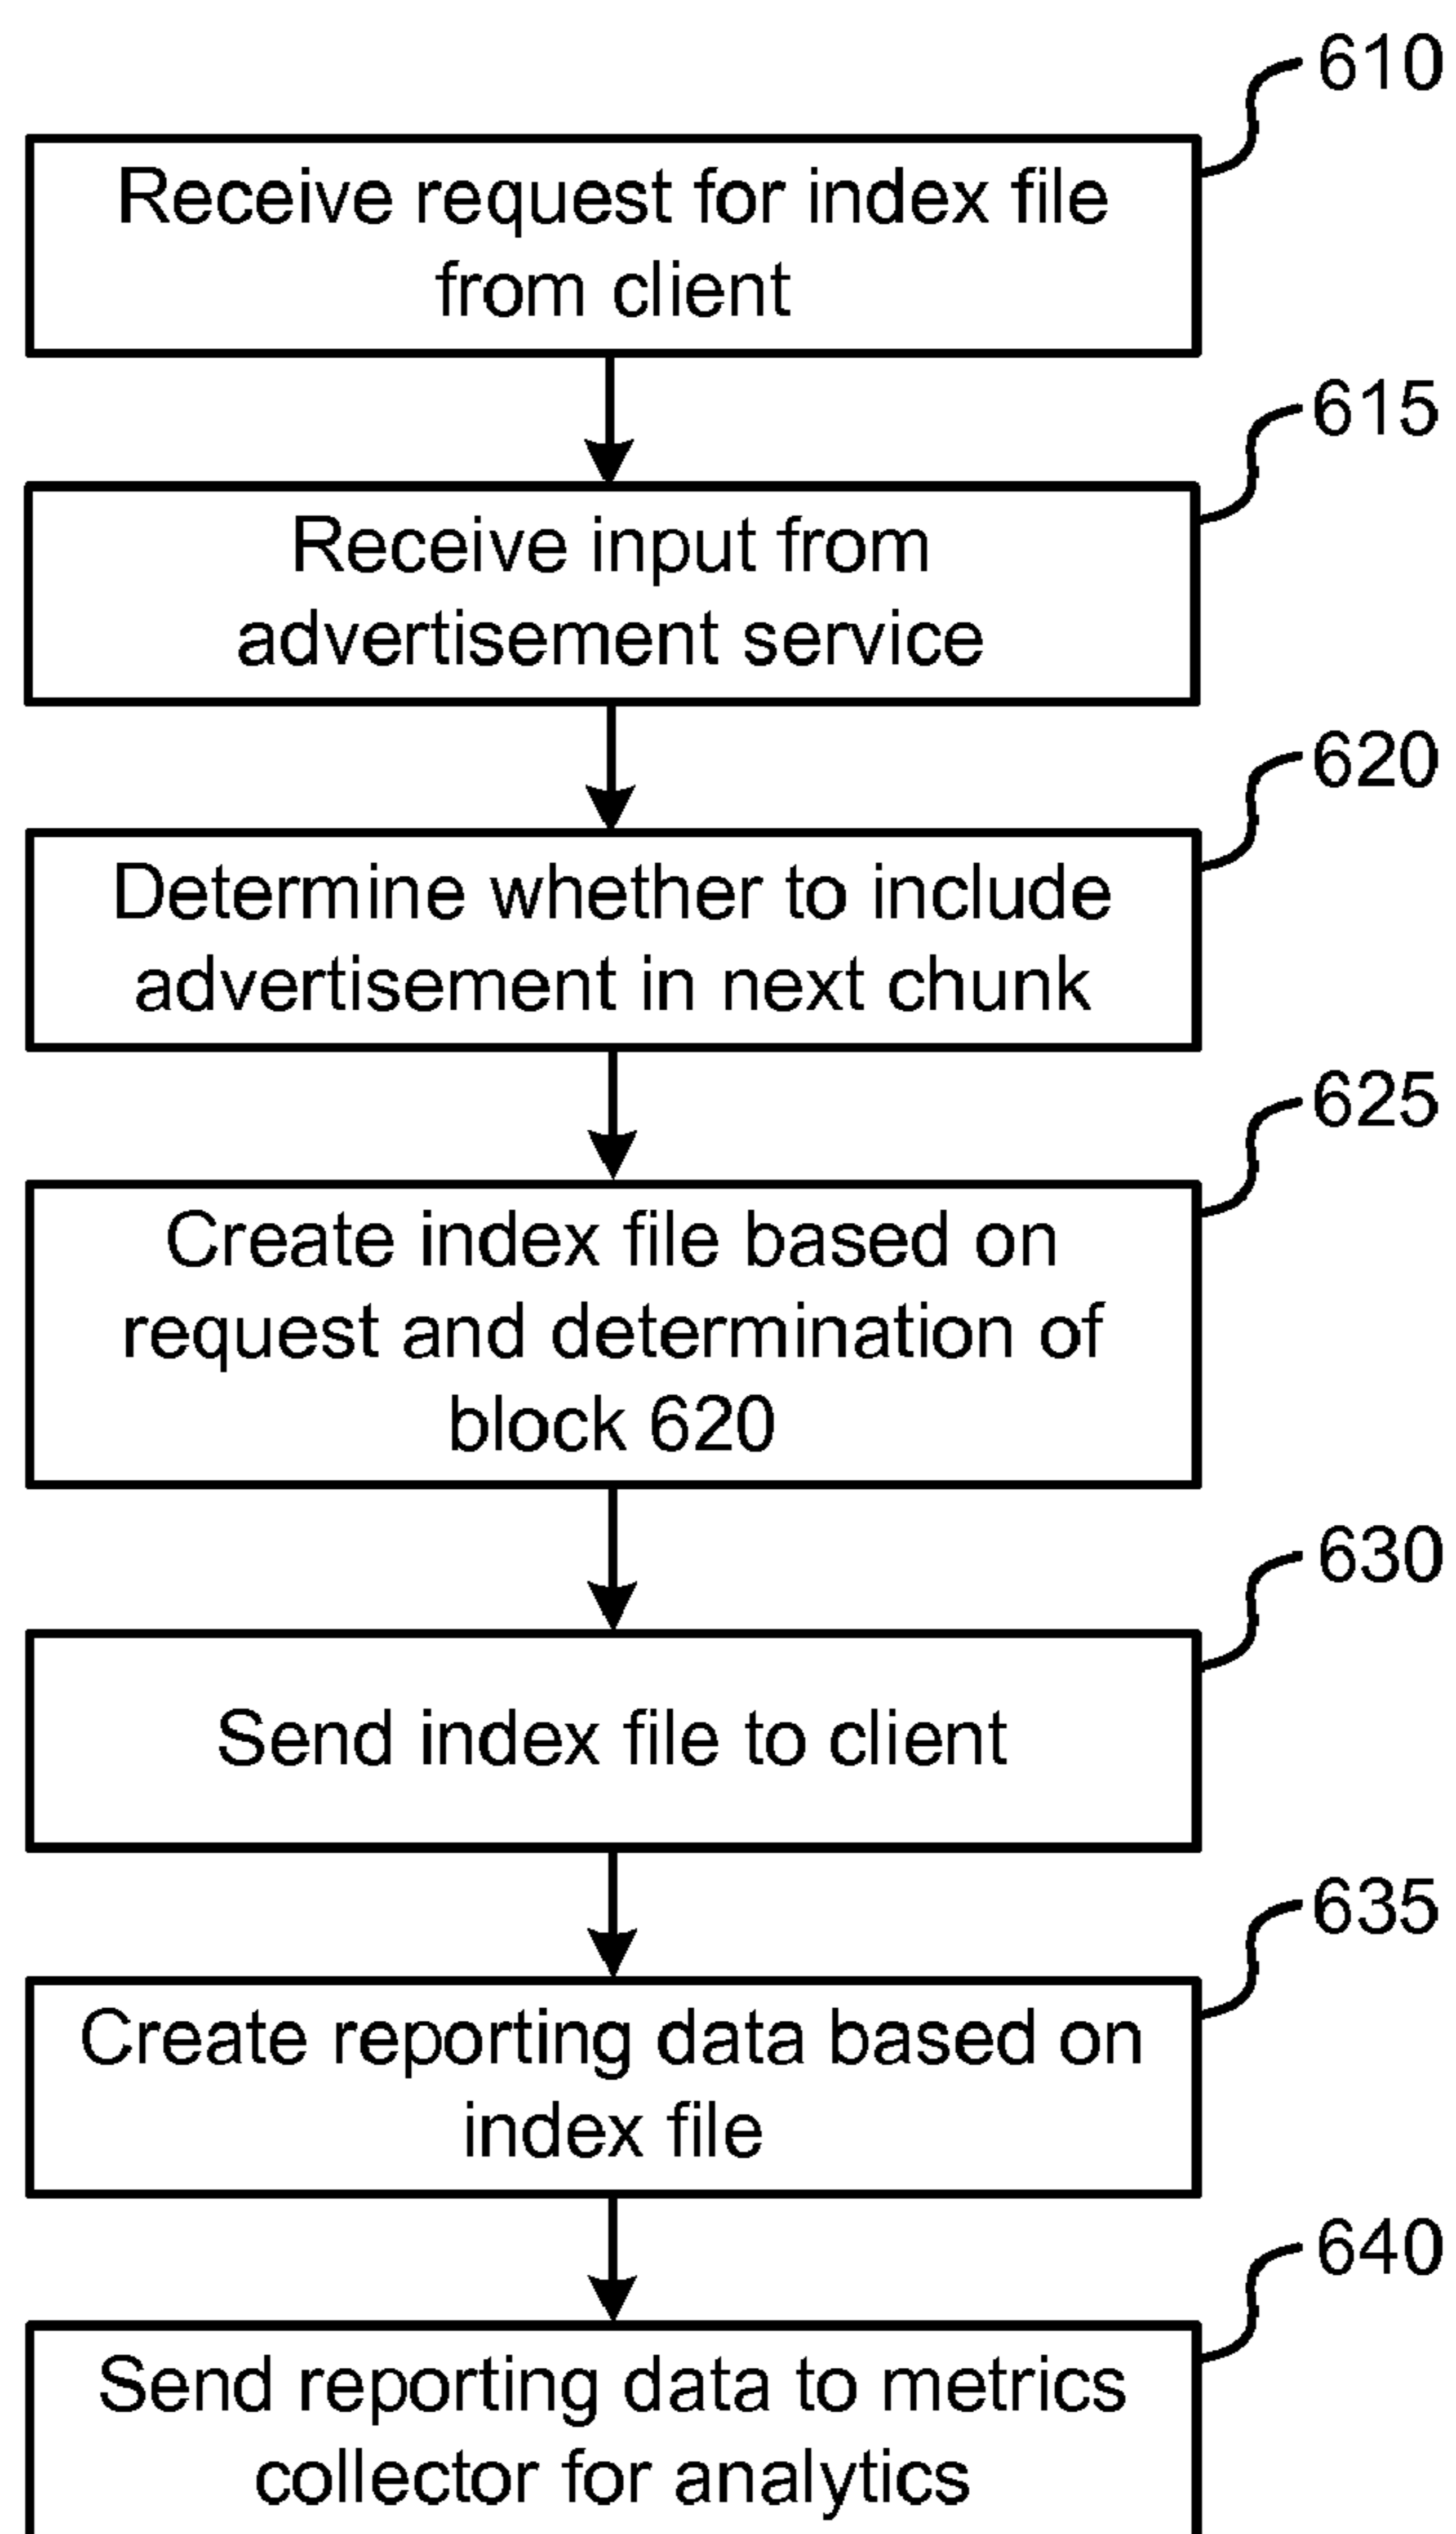 610
Receive request for index file
from client
615
Receive input from
advertisement service
620
Determine whether to include
advertisement in next chunk
625
Create index file based on
request and determination of
block 620
630
Send index file to client
635
Create reporting data based on
index file
640
Send reporting data to metrics
collector for analytics